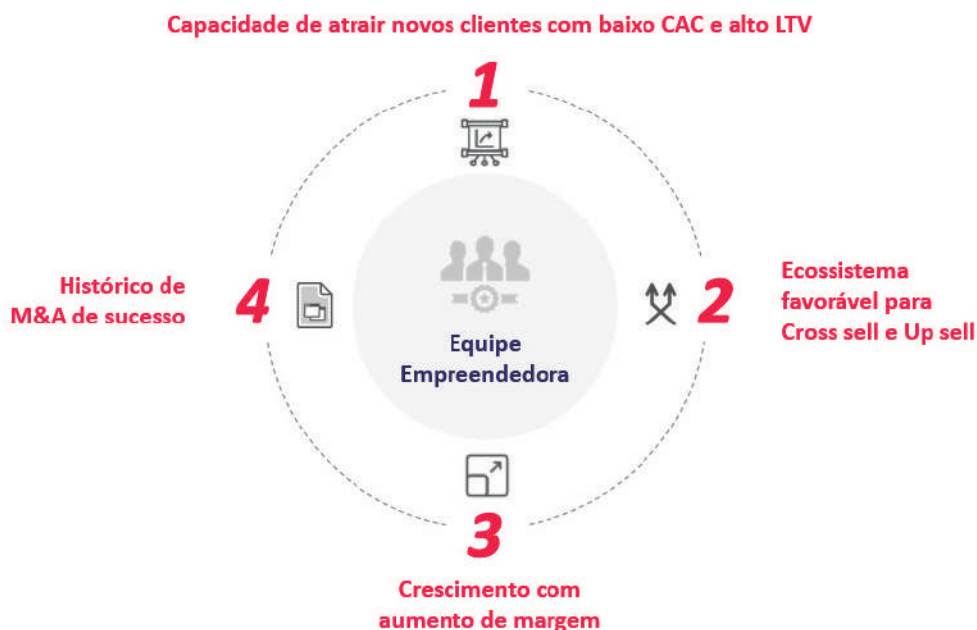 Capacidade de atrair novos clientes com baixo CAC e alto LTV
1
Histórico de
M&A de sucesso
4
Equipe
Empreendedora
2
Ecossistema
favorável para
Cross sell e Up sell
3
Crescimento com
aumento de margem